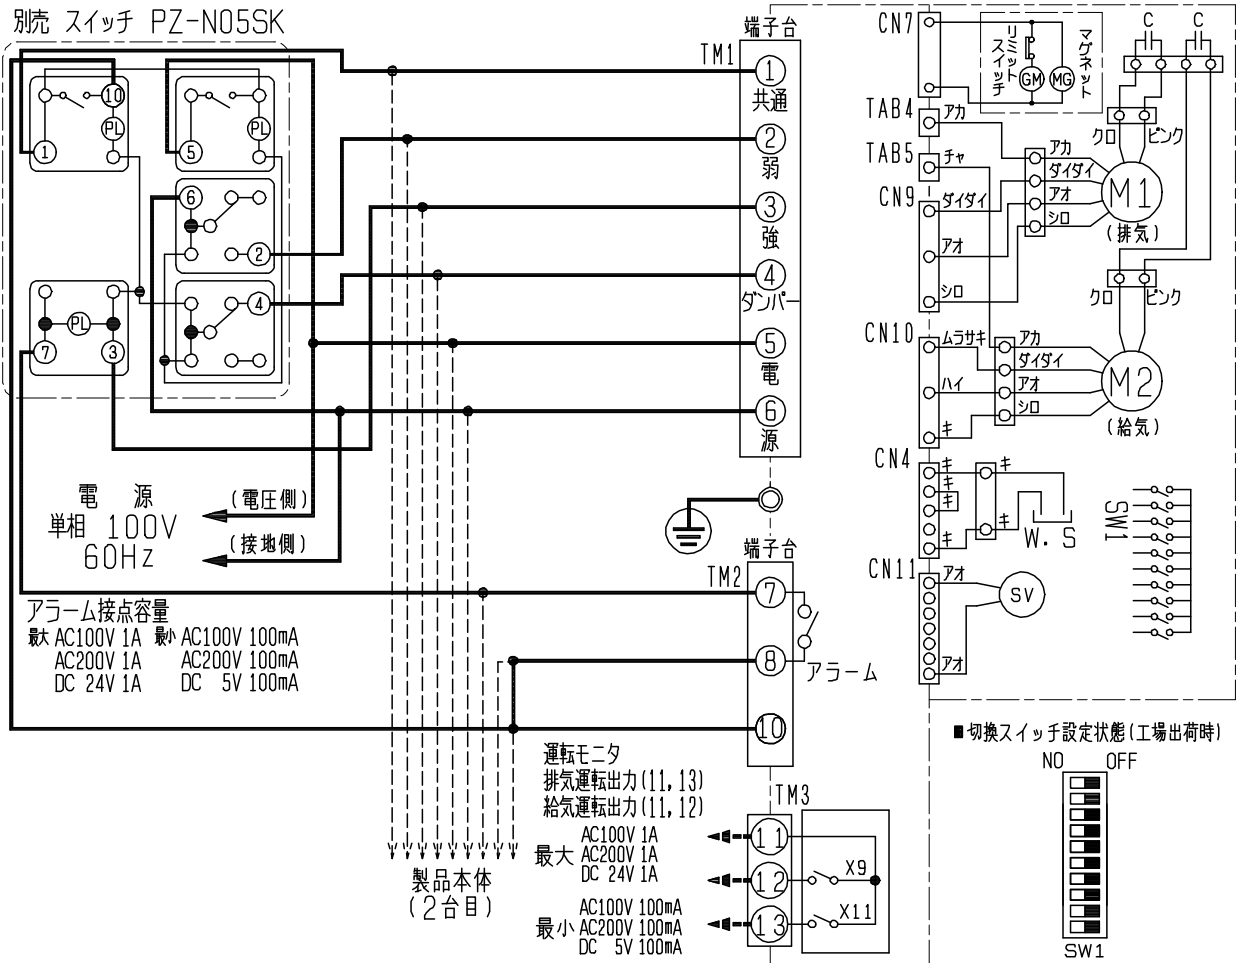 別売 スイッチ PZ-N05SK
10
PL
1
PL
5
6
2
4
PL
7
3
電 源
単相 100V
60Hz
(電圧側)
(接地側)
アラーム接点容量
最大 AC100V 1A 最小 AC100V 100mA
AC200V 1A AC200V 100mA
DC 24V 1A DC 5V 100mA
端子台
TM1
1
共通
2
弱
3
強
4
ダンパー
5
電
6
源
端子台
TM2
7
8
アラーム
10
製品本体
(2台目)
運転モニタ
排気運転出力(11,13)
給気運転出力(11,12)
AC100V 1A
最大 AC200V 1A
DC 24V 1A
AC100V 100mA
最小 AC200V 100mA
DC 5V 100mA
TM3
11
12
13
X9
X11
CN7
リミット
スイッチ
GM
MG
マグネット
C C
TAB4
アカ
TAB5
チャ
CN9
ダイダイ
アオ
シロ
クロ
ピンク
アカ
ダイダイ
アオ
シロ
M1
(排気)
CN10
ムラサキ
ハイ
キ
クロ
ピンク
アカ
ダイダイ
アオ
シロ
M2
(給気)
CN4
キ
キ
キ
キ
キ
キ
W.S
CN11
アオ
アオ
SV
SW1
■切換スイッチ設定状態(工場出荷時)
NO OFF
SW1